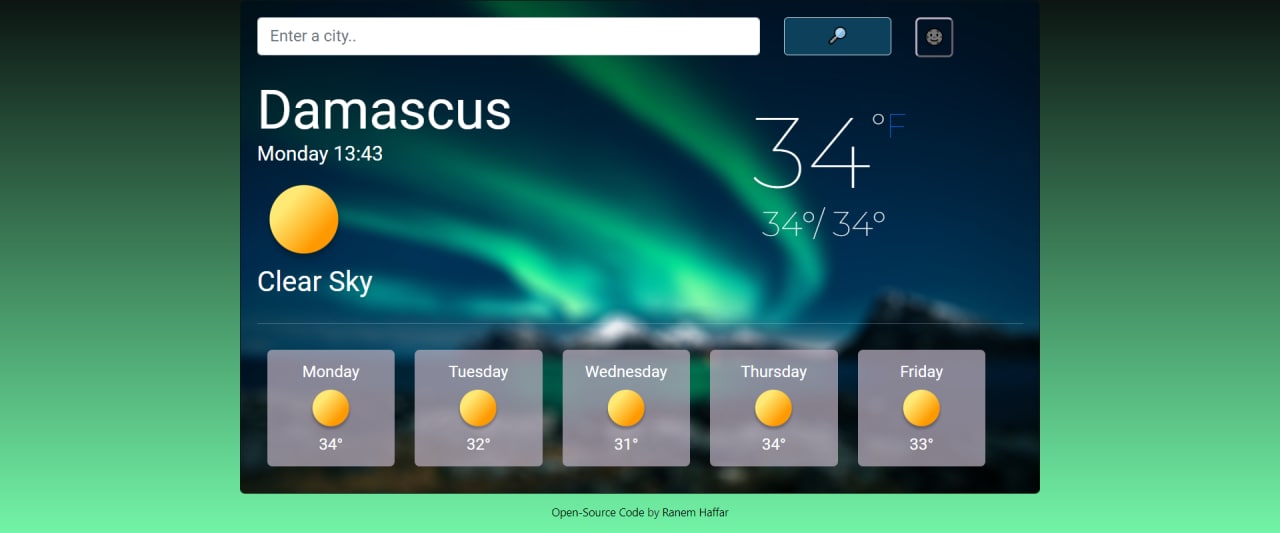 Enter a city..
Damascus
Monday 13:43
34°F
34°/ 34°
Clear Sky
Monday Tuesday Wednesday Thursday Friday
34° 32° 31° 34° 33°
Open-Source Code by Ranem Haffar